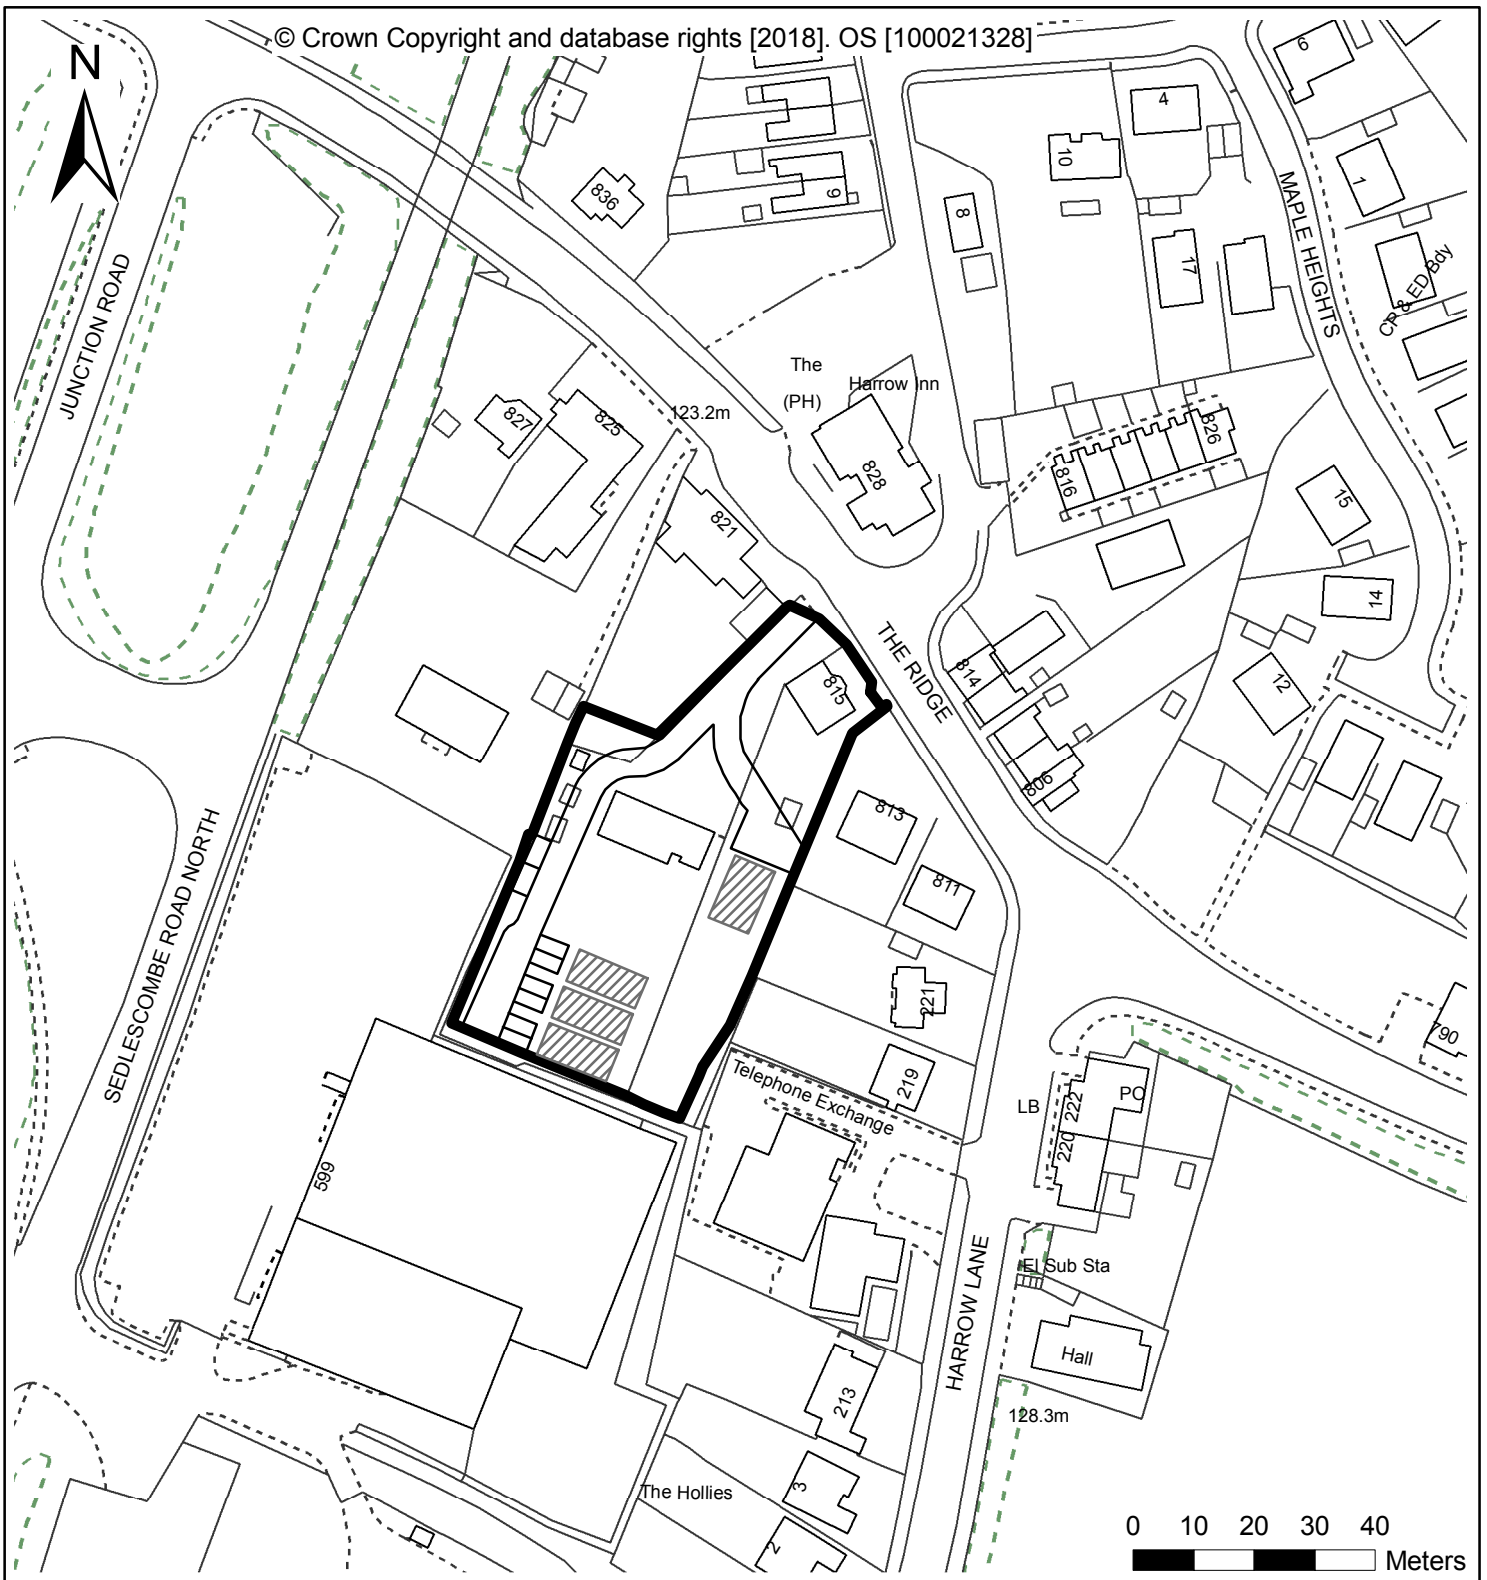 © Crown Copyright and database rights [2018]. OS [100021328]
N
6
4
10
1
836
9
8
MAPLE HEIGHTS
17
CP & ED Bdy
JUNCTION ROAD
The
Harrow Inn
(PH)
123.2m
827
825
826
828
816
15
821
14
THE RIDGE
814
815
12
806
813
SEDLESCOMBE ROAD NORTH
811
221
790
219
Telephone Exchange
LB
222
PO
220
599
HARROW LANE
El Sub Sta
Hall
213
128.3m
3
The Hollies
2
0 10 20 30 40
Meters